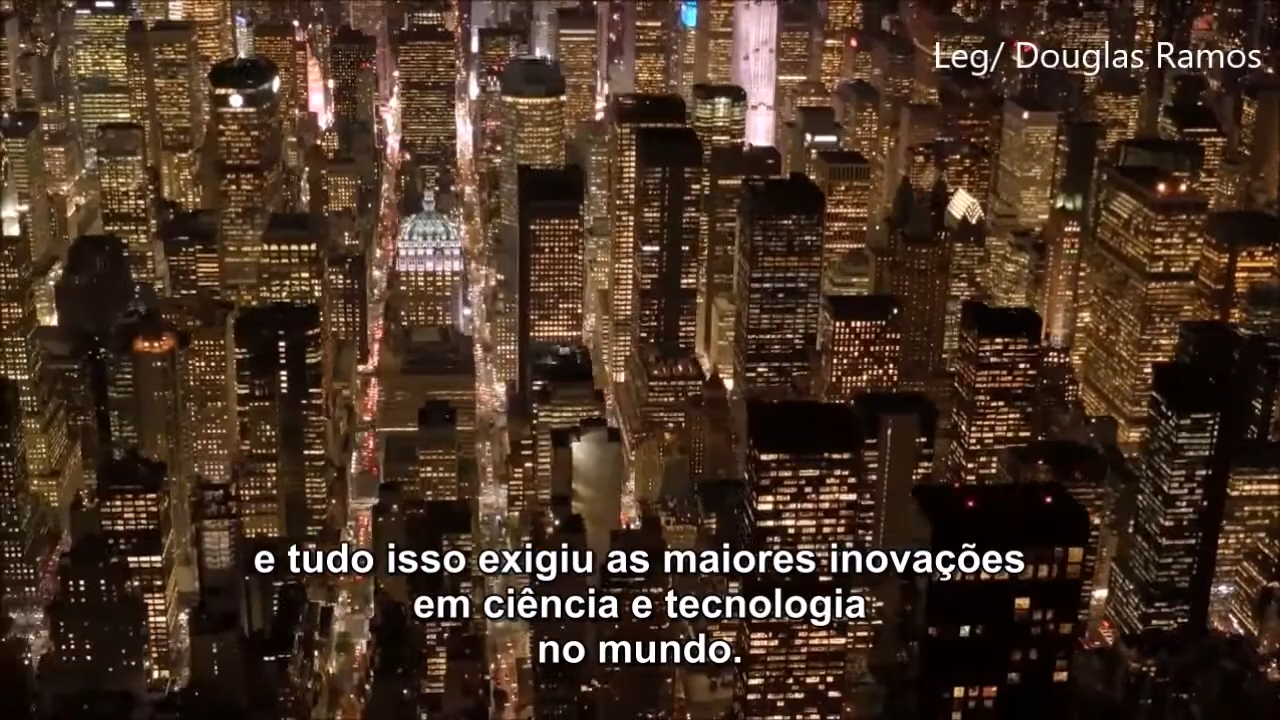 Leg/ Douglas Ramos
e tudo isso exigiu as maiores inovações
em ciência e tecnologia
no mundo.